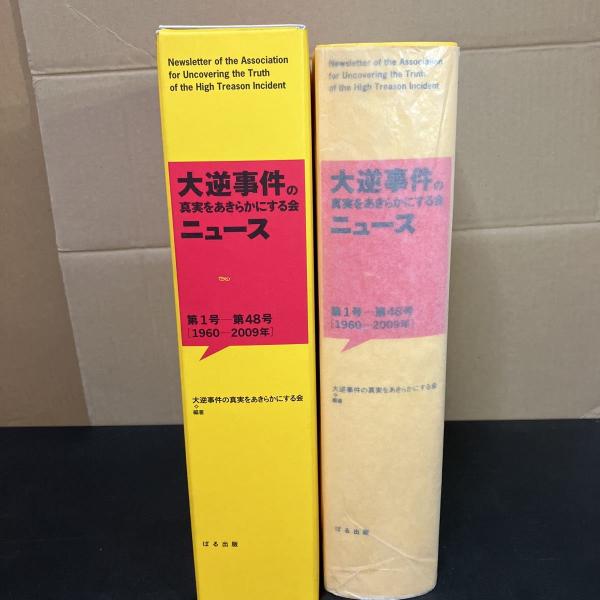 Newsletter of the Association
for Uncovering the Truth
of the High Treason Incident
大逆事件の
真実をあきらかにする会
ニュース
第1号―第48号
[1960―2009年]
大逆事件の真実をあきらかにする会
◇
編著
ぱる出版
Newsletter of the Association
for Uncovering the Truth
of the High Treason Incident
大逆事件の
真実をあきらかにする会
ニュース
第1号―第48号
[1960―2009年]
大逆事件の真実をあきらかにする会
◇
編著
ぱる出版